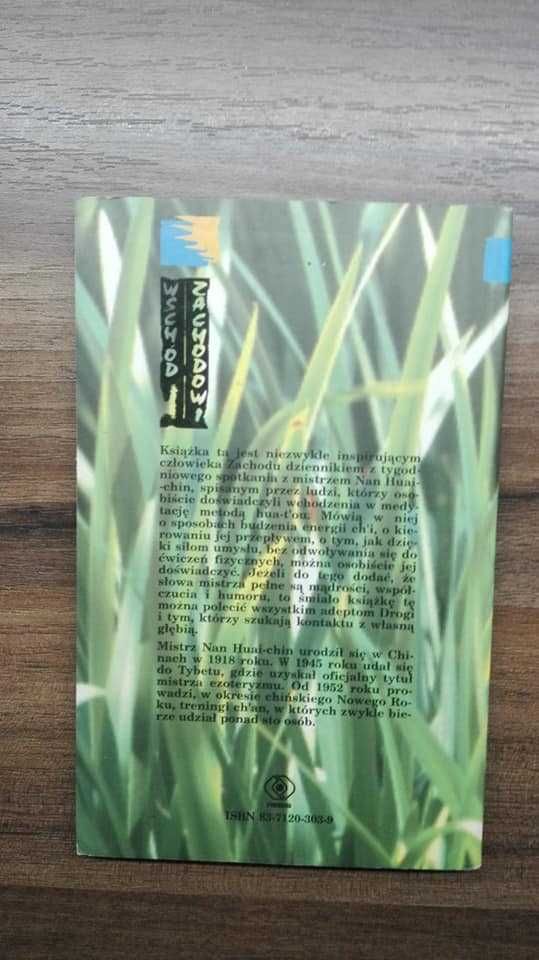 WSCHÓD
ZACHODOWI
Książka ta jest niezwykle inspirującym
człowieka Zachodu dziennikiem z tygod-
niowego spotkania z mistrzem Nan Huai-
-chin, spisanym przez ludzi, którzy oso-
biście doświadczyli wchodzenia w medy-
tację metodą hua-t'ou. Mówią w niej
o sposobach budzenia energii ch'i, o kie-
rowaniu jej przepływem, o tym, jak dzię-
ki siłom umysłu, bez odwoływania się do
ćwiczeń fizycznych, można osobiście jej
doświadczyć. Jeżeli do tego dodać, że
słowa mistrza pełne są mądrości, współ-
czucia i humoru, to śmiało książkę tę
można polecić wszystkim adeptom Drogi
i tym, którzy szukają kontaktu z własną
głębią.
Mistrz Nan Huai-chin urodził się w Chi-
nach w 1918 roku. W 1945 roku udał się
do Tybetu, gdzie uzyskał oficjalny tytuł
mistrza ezoteryzmu. Od 1952 roku pro-
wadzi, w okresie chińskiego Nowego Ro-
ku, treningi ch'an, w których zwykle bie-
rze udział ponad sto osób.
ISBN 83-7120-303-9